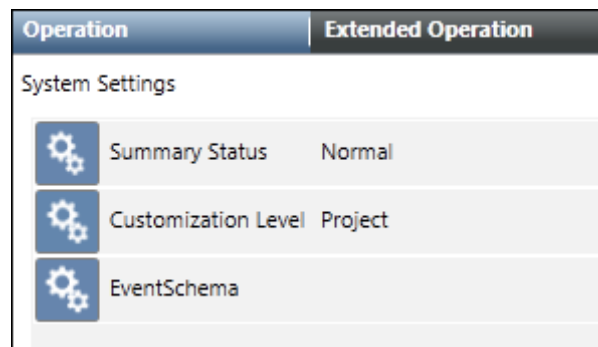 Operation Extended Operation
System Settings
Summary Status Normal
Customization Level Project
EventSchema